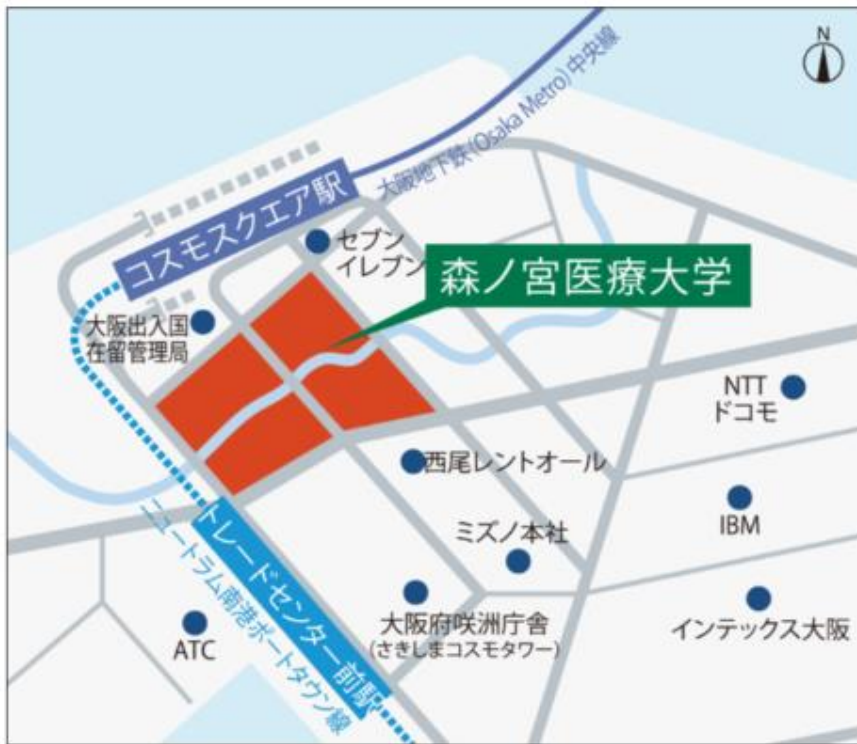 N
大阪地下鉄(Osaka Metro)中央線
コスモスクエア駅
セブン
イレブン
森ノ宮医療大学
大阪出入国
在留管理局
NTT
ドコモ
西尾レントオール
IBM
ミズノ本社
トレードセンター前駅
ニュートラム南港ポートタウン線
大阪府咲洲庁舎
(さきしまコスモタワー)
インテックス大阪
ATC